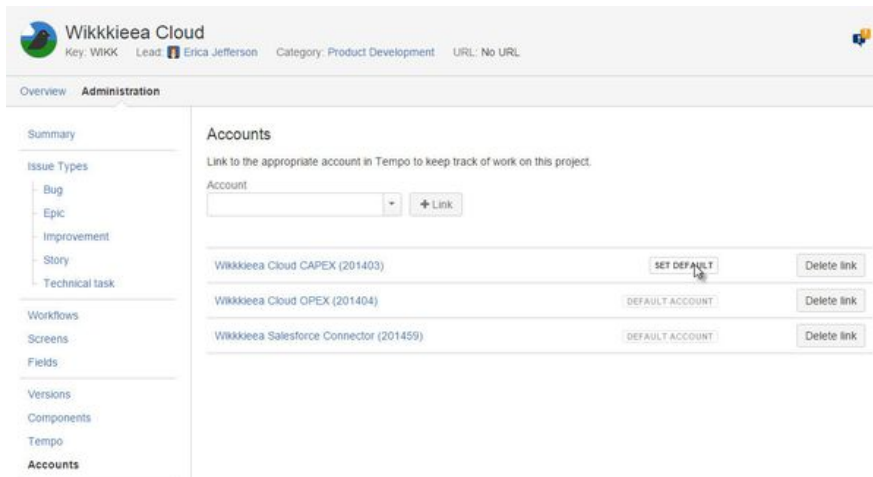 Wikkkieea Cloud
Key: WIKK Lead: Erica Jefferson Category: Product Development URL: No URL
Overview Administration
Summary
Issue Types
Bug
Epic
Improvement
Story
Technical task
Workflows
Screens
Fields
Versions
Components
Tempo
Accounts
Accounts
Link to the appropriate account in Tempo to keep track of work on this project.
Account
+ Link
Wikkkieea Cloud CAPEX (201403) SET DEFAULT Delete link
Wikkkieea Cloud OPEX (201404) DEFAULT ACCOUNT Delete link
Wikkkieea Salesforce Connector (201459) DEFAULT ACCOUNT Delete link